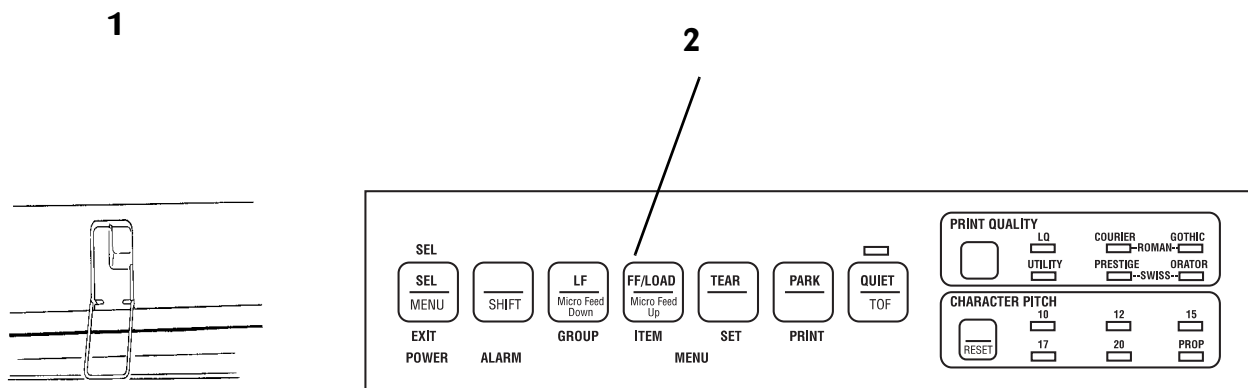 1
2
SEL
SEL
MENU
SHIFT
LF
Micro Feed
Down
FF/LOAD
Micro Feed
Up
TEAR
PARK
QUIET
TOF
EXIT
GROUP
ITEM
SET
PRINT
POWER
ALARM
MENU
PRINT QUALITY
LQ
COURIER
GOTHIC
ROMAN
UTILITY
PRESTIGE
ORATOR
SWISS
CHARACTER PITCH
10
12
15
RESET
17
20
PROP